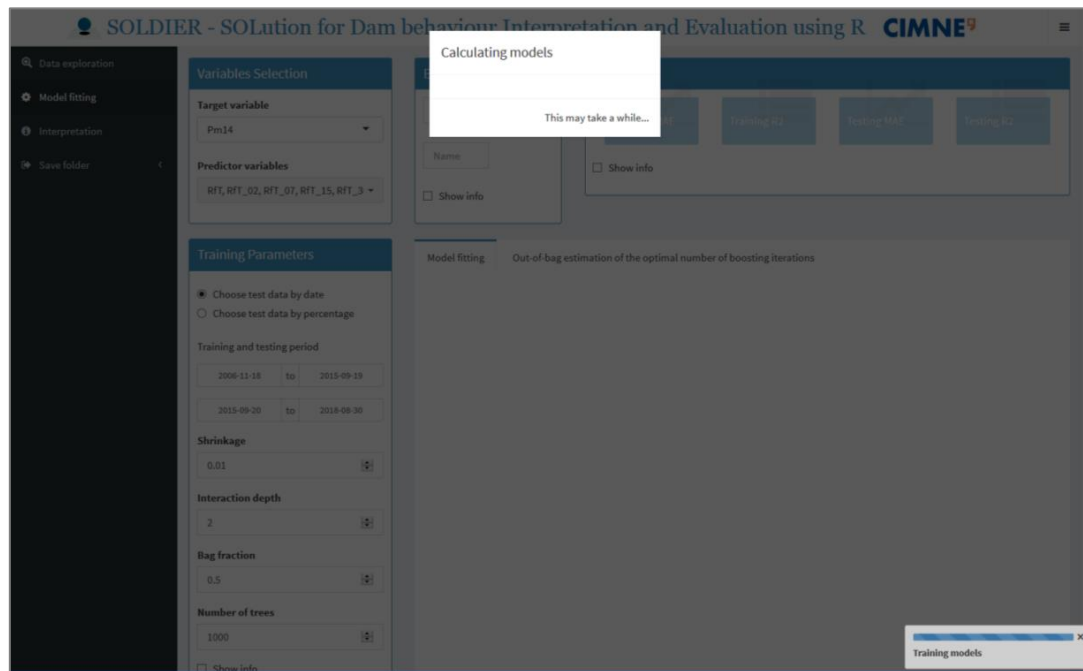 SOLDIER - SOLution for Dam behaviour Interpretation and Evaluation using R CIMNE
Data exploration
Model fitting
Interpretation
Save folder
Variables Selection
Target variable
Pm14
Predictor variables
RfT, RfT_02, RfT_07, RfT_15, RfT_3
Calculating models
This may take a while...
Name
Show info
Training R2
Testing MAE
Testing R2
Show info
Training Parameters
Choose test data by date
Choose test data by percentage
Training and testing period
2006-11-18 to 2015-09-19
2015-09-20 to 2018-08-30
Shrinkage
0.01
Interaction depth
2
Bag fraction
0.5
Number of trees
1000
Show info
Model fitting Out-of-bag estimation of the optimal number of boosting iterations
Training models